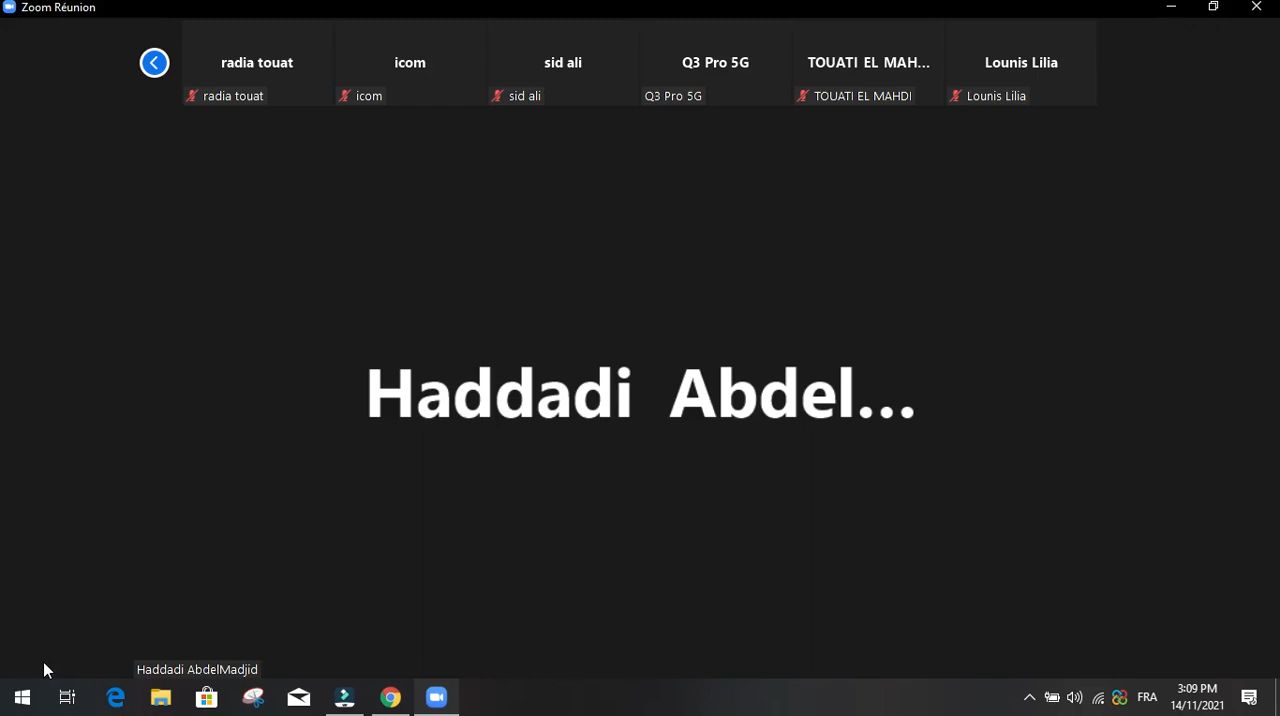 Zoom Réunion
radia touat
icom
sid ali
Q3 Pro 5G
TOUATI EL MAH...
Lounis Lilia
radia touat
icom
sid ali
Q3 Pro 5G
TOUATI EL MAHDI
Lounis Lilia
Haddadi Abdel...
Haddadi AbdelMadjid
FRA
3:09 PM
14/11/2021